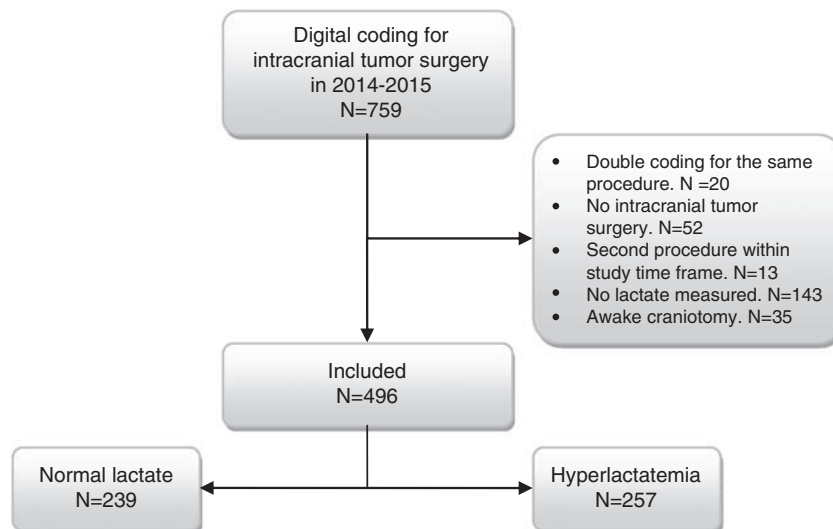 Digital coding for
intracranial tumor surgery
in 2014-2015
N=759
• Double coding for the same
procedure. N =20
• No intracranial tumor
surgery. N=52
• Second procedure within
study time frame. N=13
• No lactate measured. N=143
• Awake craniotomy. N=35
Included
N=496
Normal lactate
N=239
Hyperlactatemia
N=257